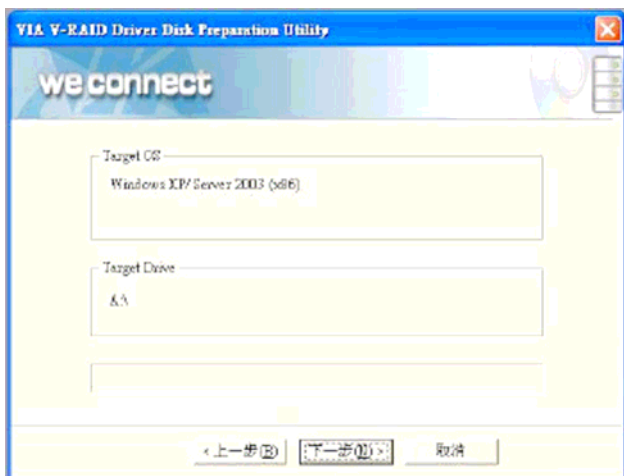 VIA V-RAID Driver Disk Preparation Utility
we connect
Target OS
Windows XP/ Server 2003 (x86)
Target Drive
A:\
<上一步(B)
下一步(N)>
取消